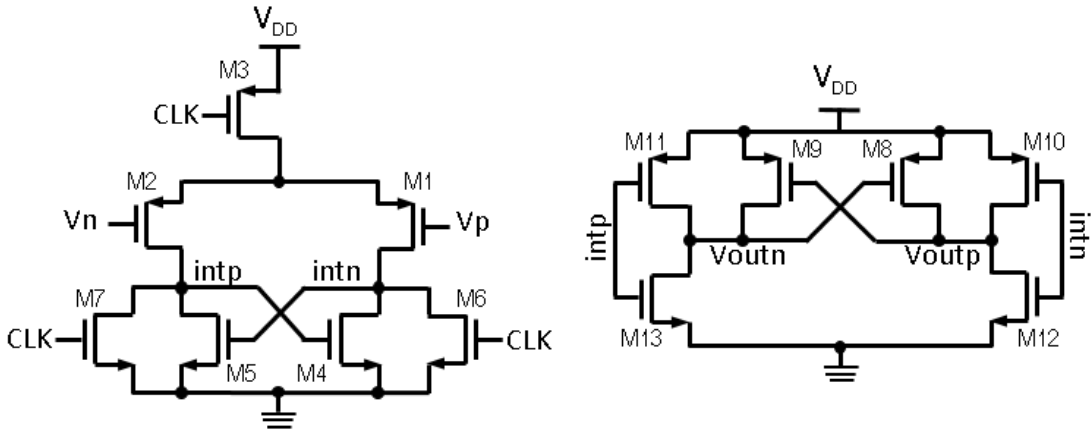 VDD
M3
CLK
M2
M1
Vn
Vp
intp
intn
M7
M6
CLK
CLK
M5
M4
VDD
M11
M9
M8
M10
intp
intn
Voutn
Voutp
M13
M12